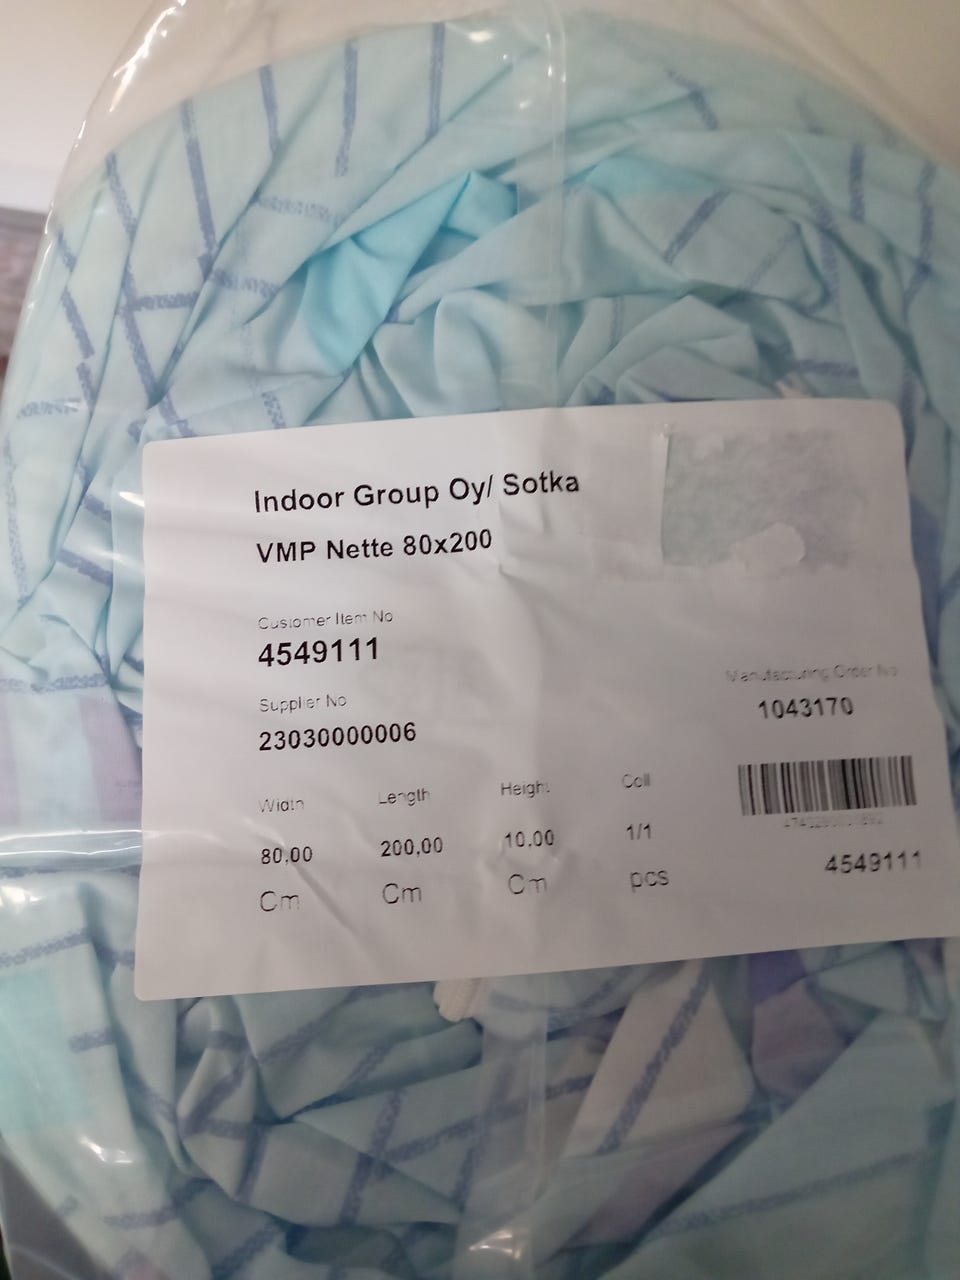 Indoor Group Oy/ Sotka
VMP Nette 80x200
Customer Item No
4549111
Supplier No
23030000006
Manufacturing Order No
1043170
Width Length Height Coll
80,00 200,00 10.00 1/1
Cm Cm Cm pcs
4549111